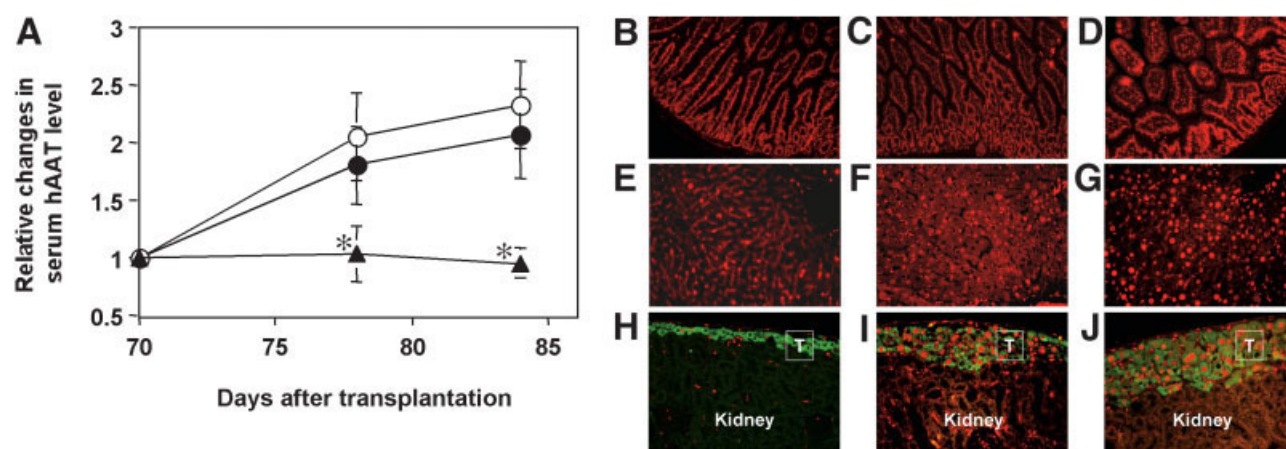 A
Relative changes in
serum hAAT level
3
2.5
2
1.5
1
0.5
*
*
70
75
80
85
Days after transplantation
B
C
D
E
F
G
H
T
Kidney
I
T
Kidney
J
T
Kidney